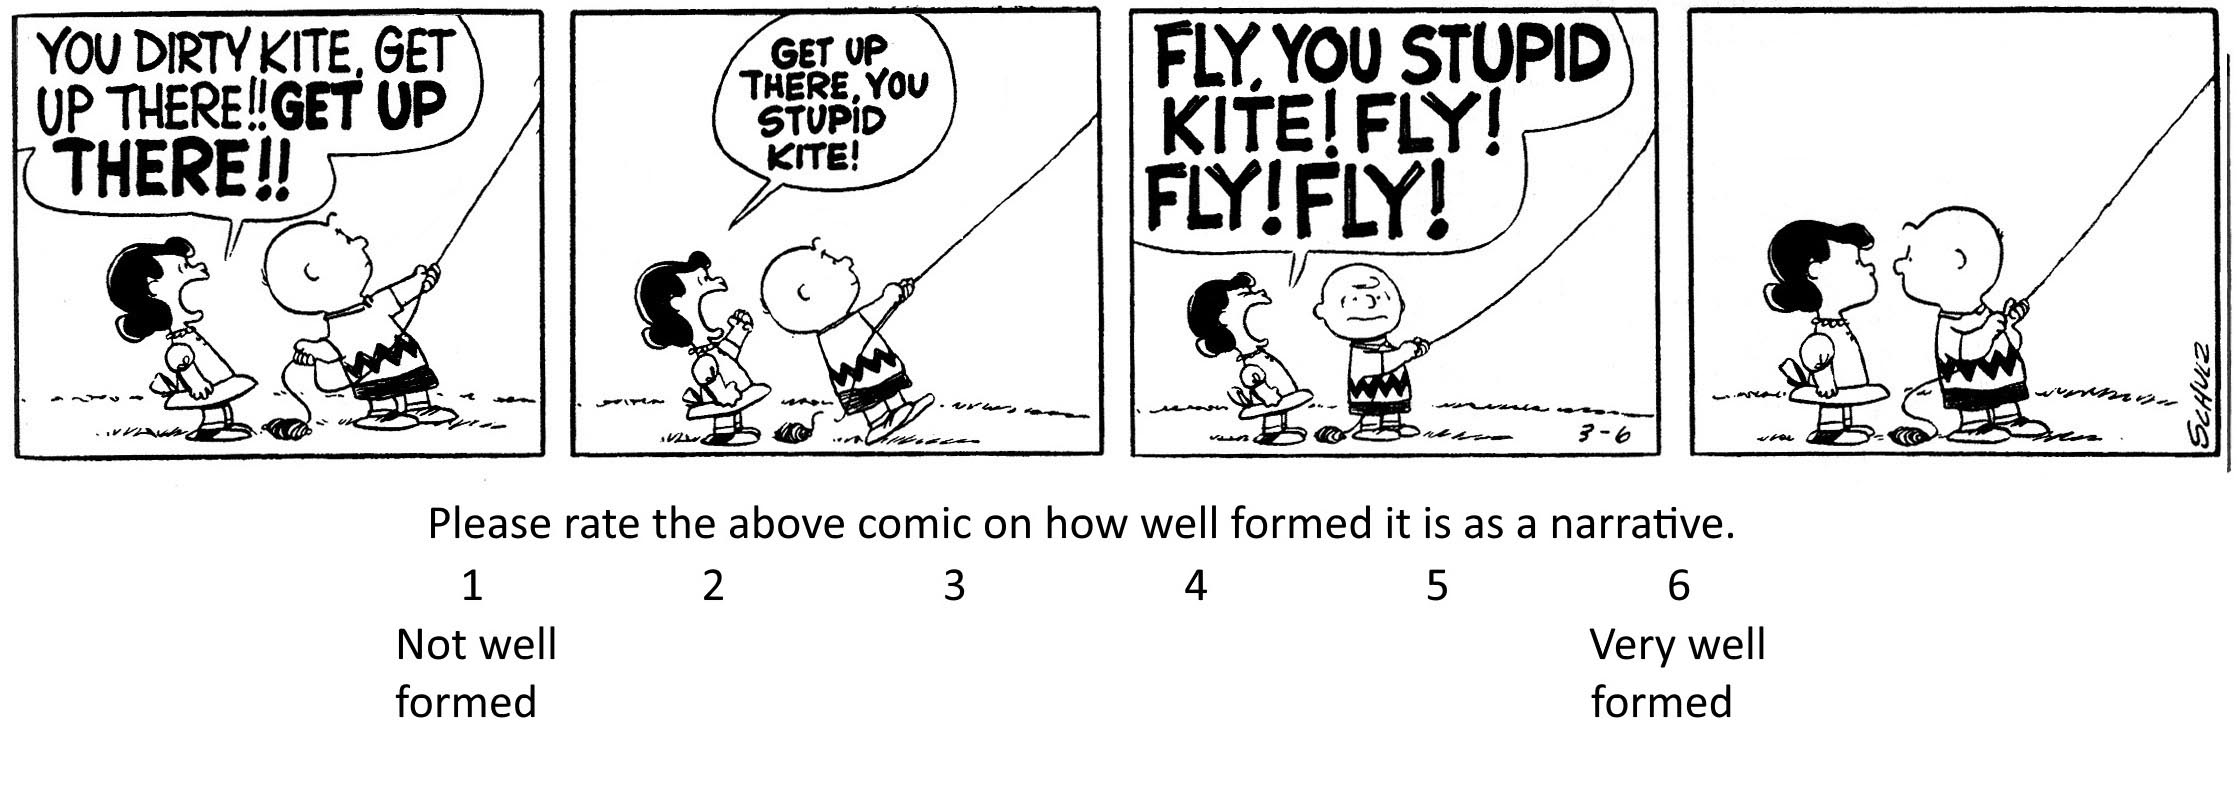 YOU DIRTY KITE, GET
UP THERE!! GET UP
THERE!!
GET UP
THERE, YOU
STUPID
KITE!
FLY, YOU STUPID
KITE! FLY!
FLY! FLY!
3-6
SCHULZ
Please rate the above comic on how well formed it is as a narrative.
1 2 3 4 5 6
Not well Very well
formed formed